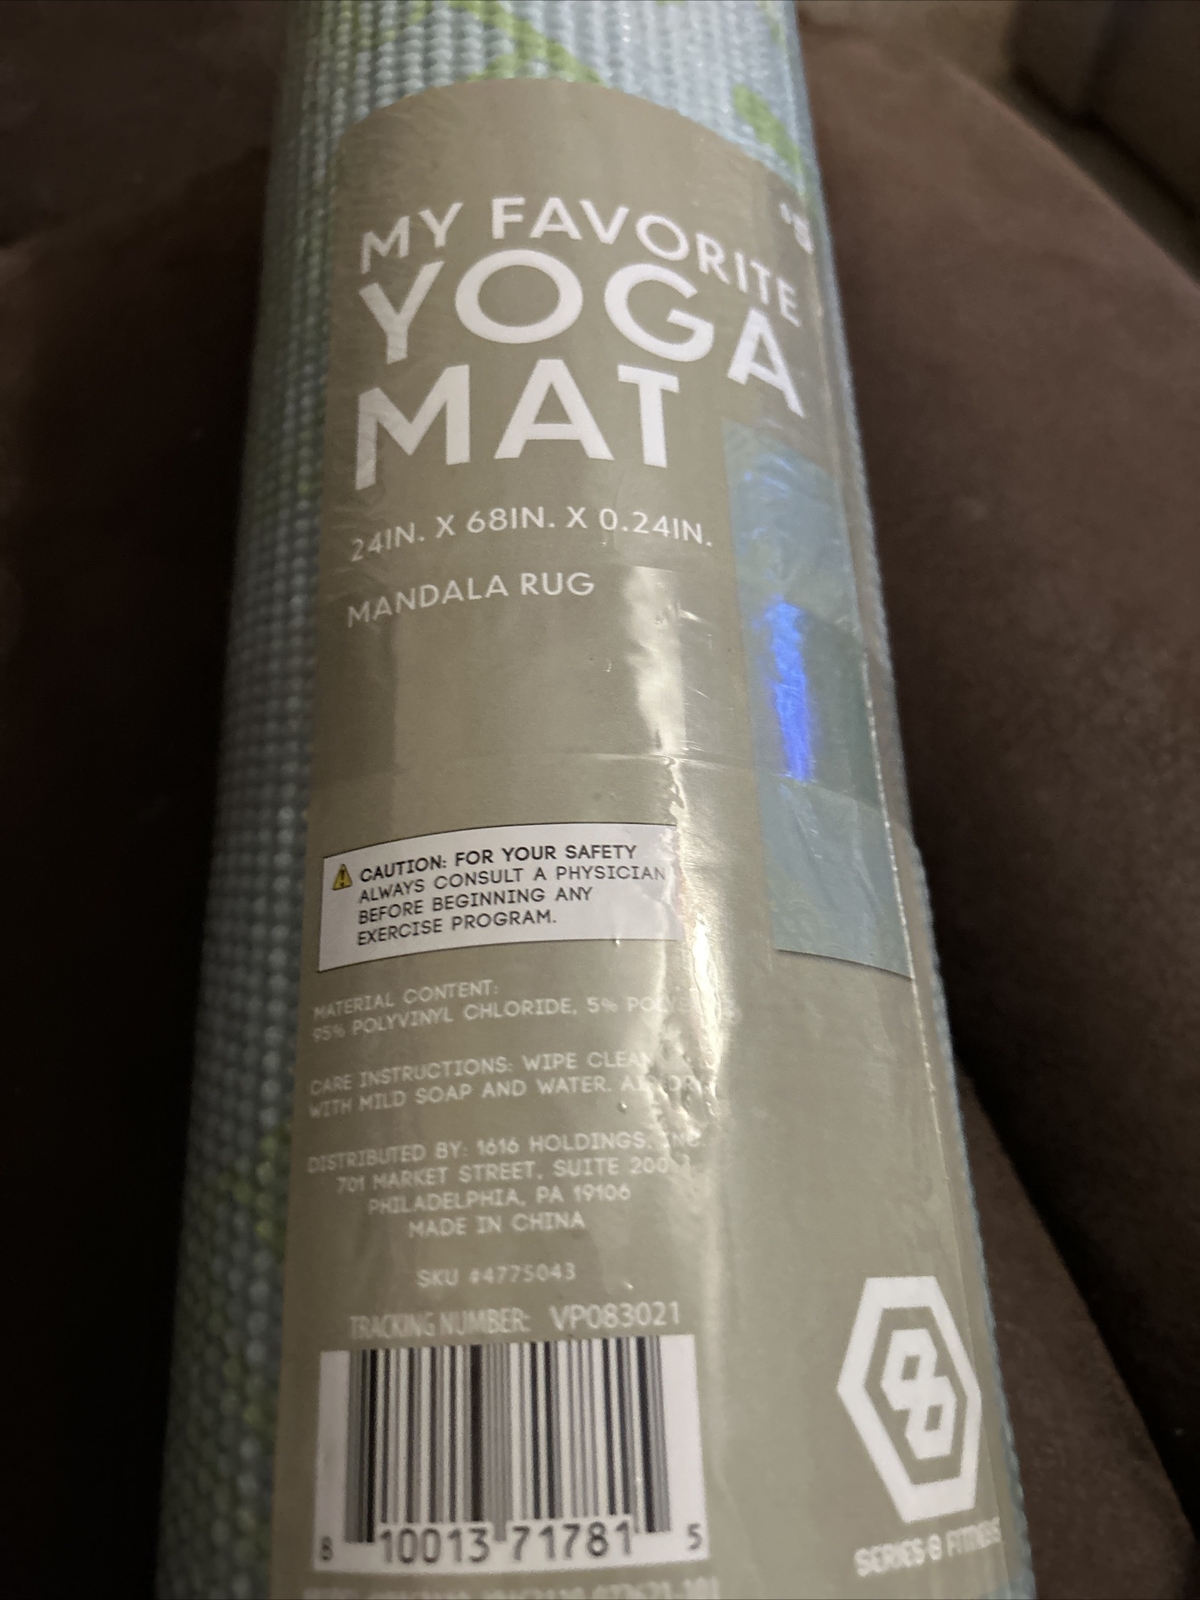 $5
MY FAVORITE
YOGA
MAT
24IN. X 68IN. X 0.24IN.
MANDALA RUG
CAUTION: FOR YOUR SAFETY
ALWAYS CONSULT A PHYSICIAN
BEFORE BEGINNING ANY
EXERCISE PROGRAM.
MATERIAL CONTENT:
95% POLYVINYL CHLORIDE, 5%
CARE INSTRUCTIONS: WIPE CLEAN
WITH MILD SOAP AND WATER. AIR DRY
DISTRIBUTED BY: 1616 HOLDINGS, INC.
701 MARKET STREET, SUITE 200
PHILADELPHIA, PA 19106
MADE IN CHINA
SKU #4775043
TRACKING NUMBER: VP083021
8 10013 71781 5
SERIES 8 FITNESS